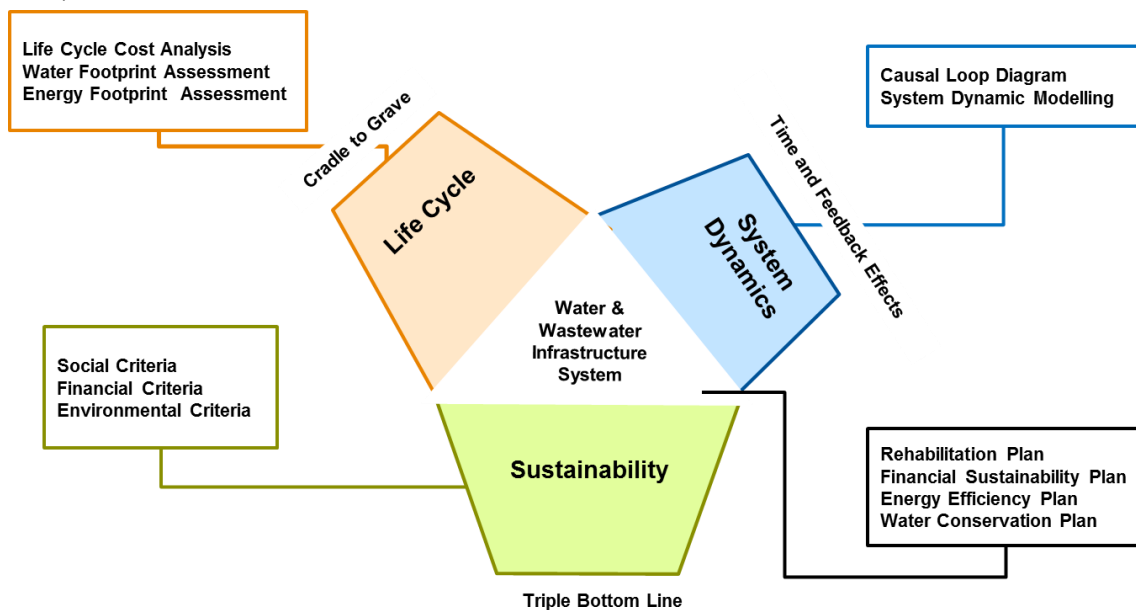 Life Cycle Cost Analysis
Water Footprint Assessment
Energy Footprint Assessment
Cradle to Grave
Life Cycle
Causal Loop Diagram
System Dynamic Modelling
Time and Feedback Effects
System
Dynamics
Water &
Wastewater
Infrastructure
System
Social Criteria
Financial Criteria
Environmental Criteria
Sustainability
Triple Bottom Line
Rehabilitation Plan
Financial Sustainability Plan
Energy Efficiency Plan
Water Conservation Plan